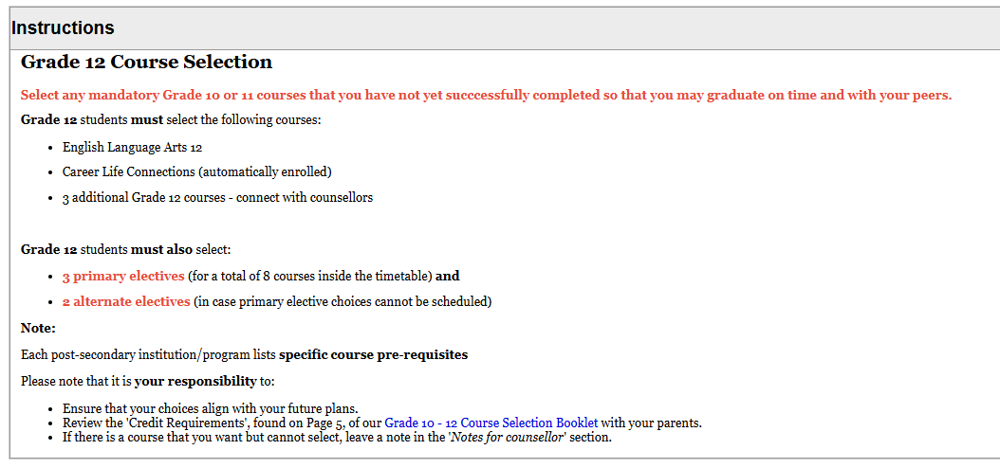 Instructions
Grade 12 Course Selection
Select any mandatory Grade 10 or 11 courses that you have not yet succcessfully completed so that you may graduate on time and with your peers.
Grade 12 students must select the following courses:
• English Language Arts 12
• Career Life Connections (automatically enrolled)
• 3 additional Grade 12 courses - connect with counsellors
Grade 12 students must also select:
• 3 primary electives (for a total of 8 courses inside the timetable) and
• 2 alternate electives (in case primary elective choices cannot be scheduled)
Note:
Each post-secondary institution/program lists specific course pre-requisites
Please note that it is your responsibility to:
• Ensure that your choices align with your future plans.
• Review the 'Credit Requirements', found on Page 5, of our Grade 10 - 12 Course Selection Booklet with your parents.
• If there is a course that you want but cannot select, leave a note in the 'Notes for counsellor' section.